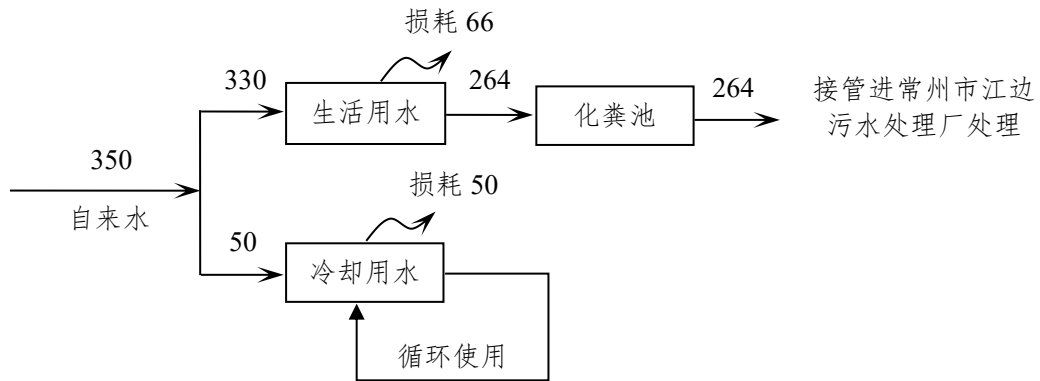 损耗 66
330
生活用水
264
化粪池
264
接管进常州市江边
污水处理厂处理
350
自来水
损耗 50
50
冷却用水
循环使用